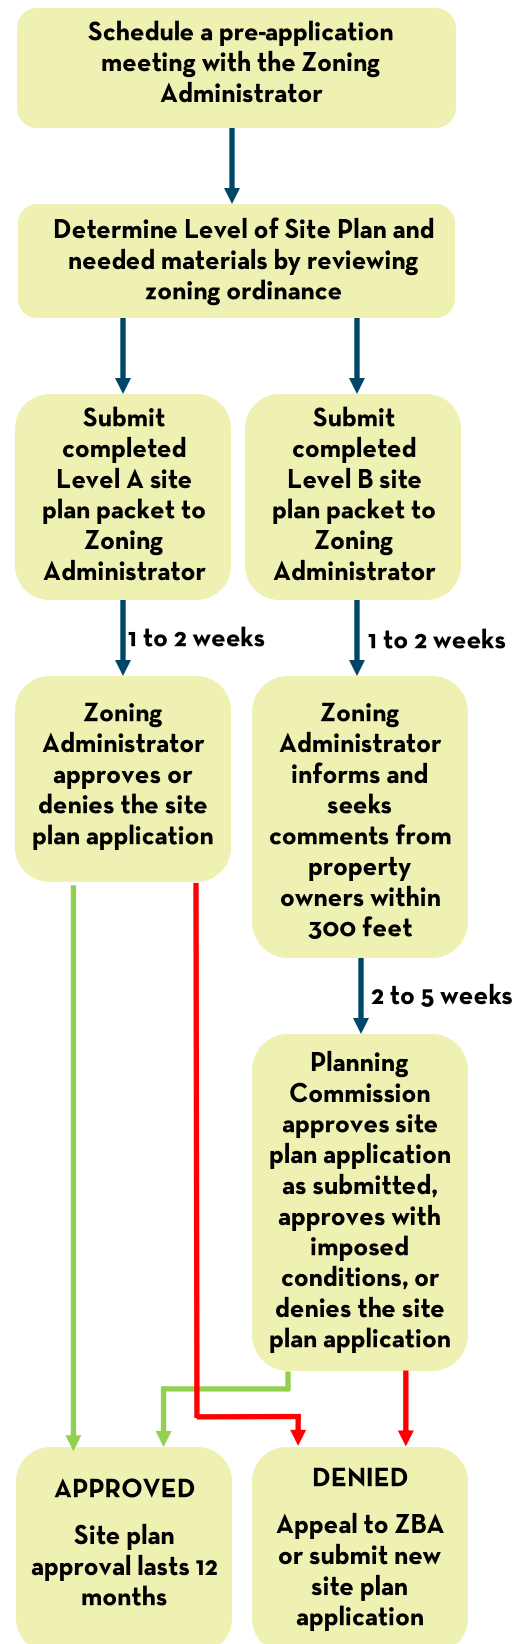 Schedule a pre-application
meeting with the Zoning
Administrator
Determine Level of Site Plan and
needed materials by reviewing
zoning ordinance
Submit
completed
Level A site
plan packet to
Zoning
Administrator
Submit
completed
Level B site
plan packet to
Zoning
Administrator
1 to 2 weeks
1 to 2 weeks
Zoning
Administrator
approves or
denies the site
plan application
Zoning
Administrator
informs and
seeks
comments from
property
owners within
300 feet
2 to 5 weeks
Planning
Commission
approves site
plan application
as submitted,
approves with
imposed
conditions, or
denies the site
plan application
APPROVED
Site plan
approval lasts 12
months
DENIED
Appeal to ZBA
or submit new
site plan
application